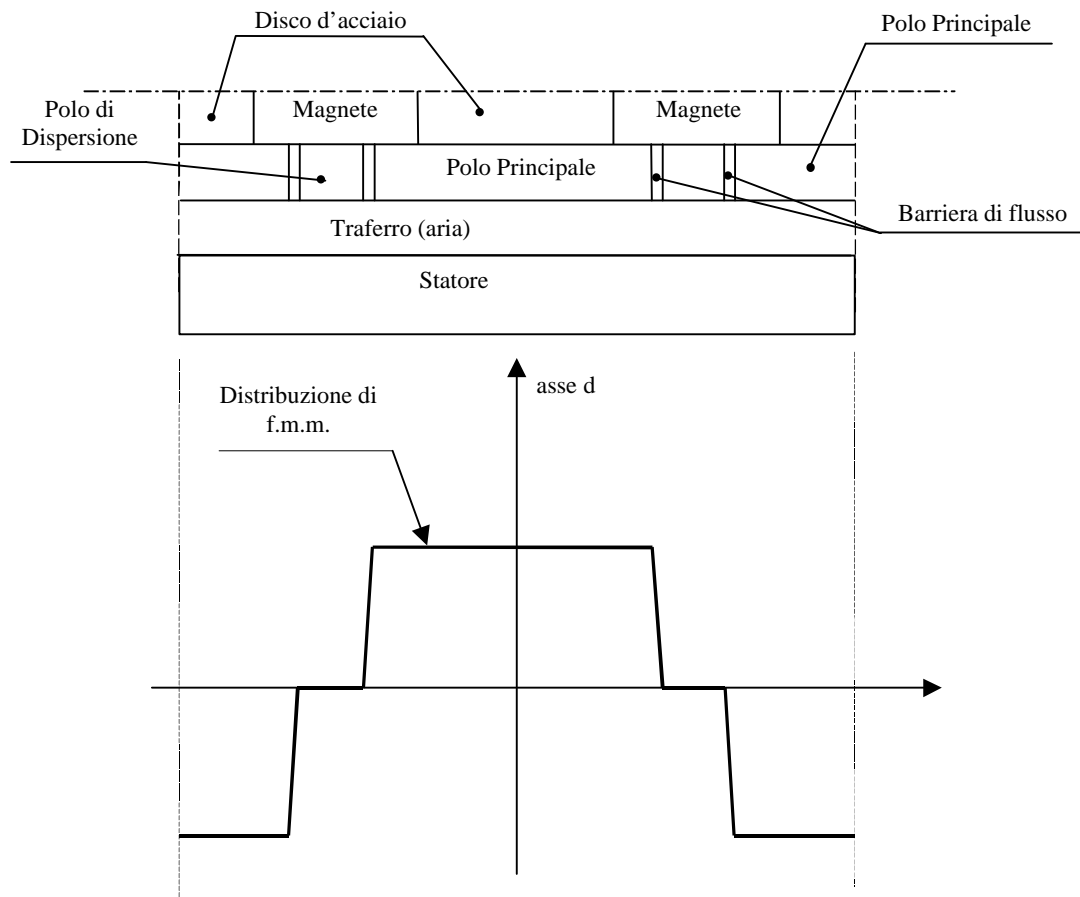 Disco d'acciaio
Polo Principale
Polo di
Dispersione
Magnete
Magnete
Polo Principale
Barriera di flusso
Traferro (aria)
Statore
asse d
Distribuzione di
f.m.m.